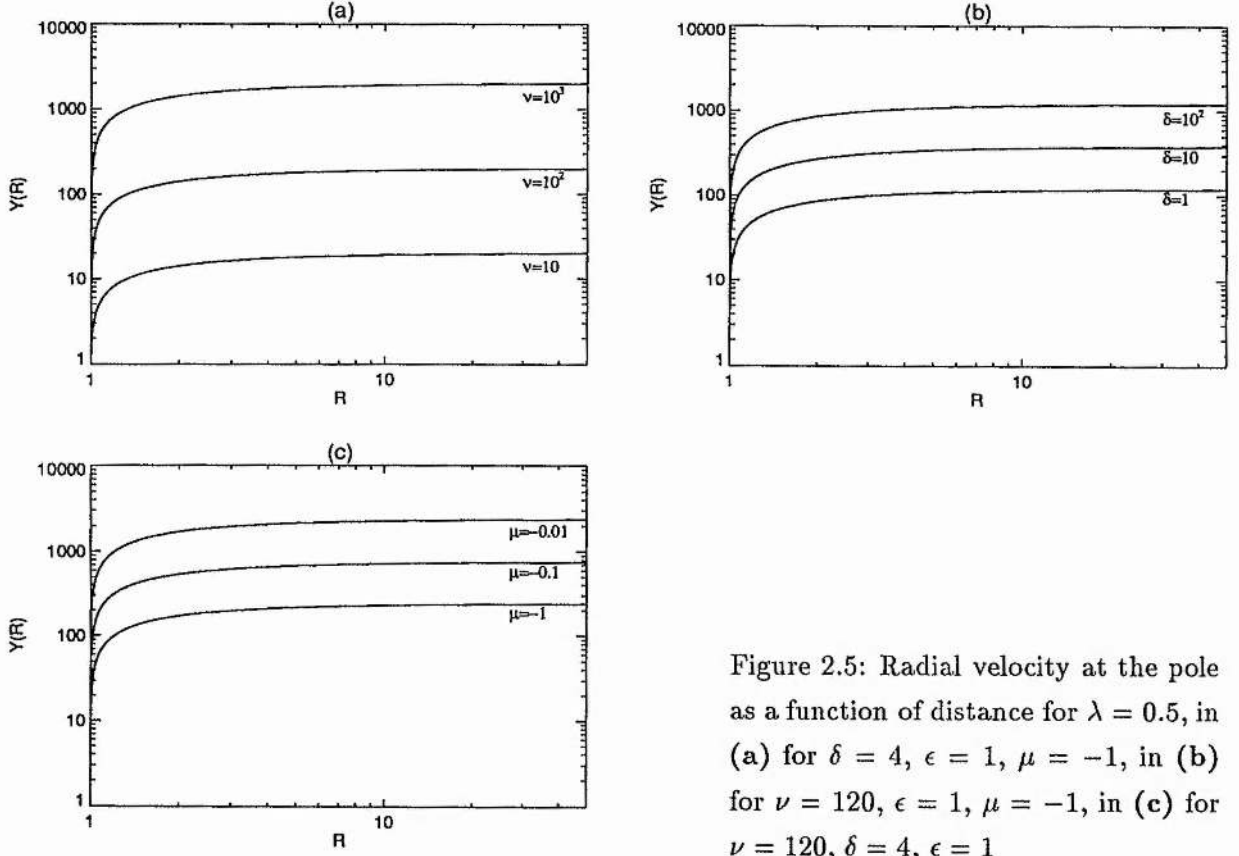 (a)
10000
1000
100
10
1
Y(R)
ν=10³
ν=10²
ν=10
1
10
R
(b)
10000
1000
100
10
1
Y(R)
δ=10²
δ=10
δ=1
1
10
R
(c)
10000
1000
100
10
1
Y(R)
μ=-0.01
μ=-0.1
μ=-1
1
10
R
Figure 2.5: Radial velocity at the pole
as a function of distance for λ = 0.5, in
(a) for δ = 4, ϵ = 1, μ = −1, in (b)
for ν = 120, ϵ = 1, μ = −1, in (c) for
ν = 120, δ = 4, ϵ = 1